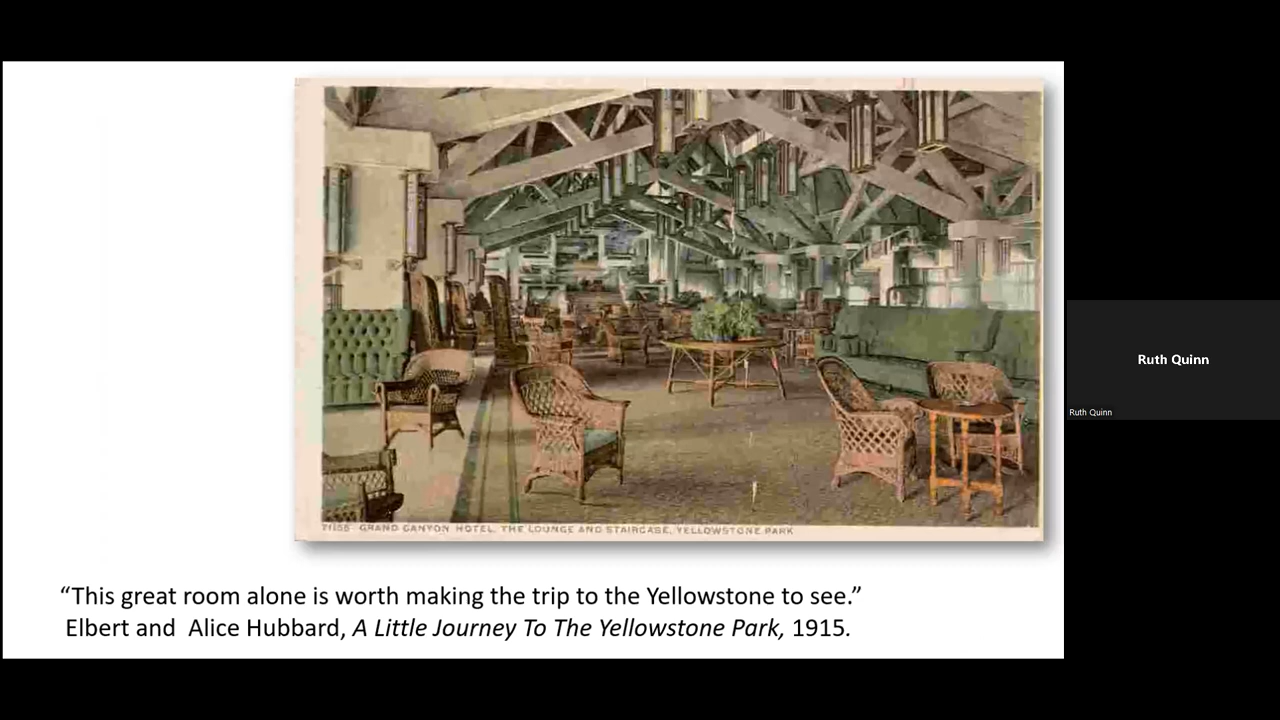 71155 GRAND CANYON HOTEL, THE LOUNGE AND STAIRCASE, YELLOWSTONE PARK
“This great room alone is worth making the trip to the Yellowstone to see.”
Elbert and Alice Hubbard, A Little Journey To The Yellowstone Park, 1915.
Ruth Quinn
Ruth Quinn